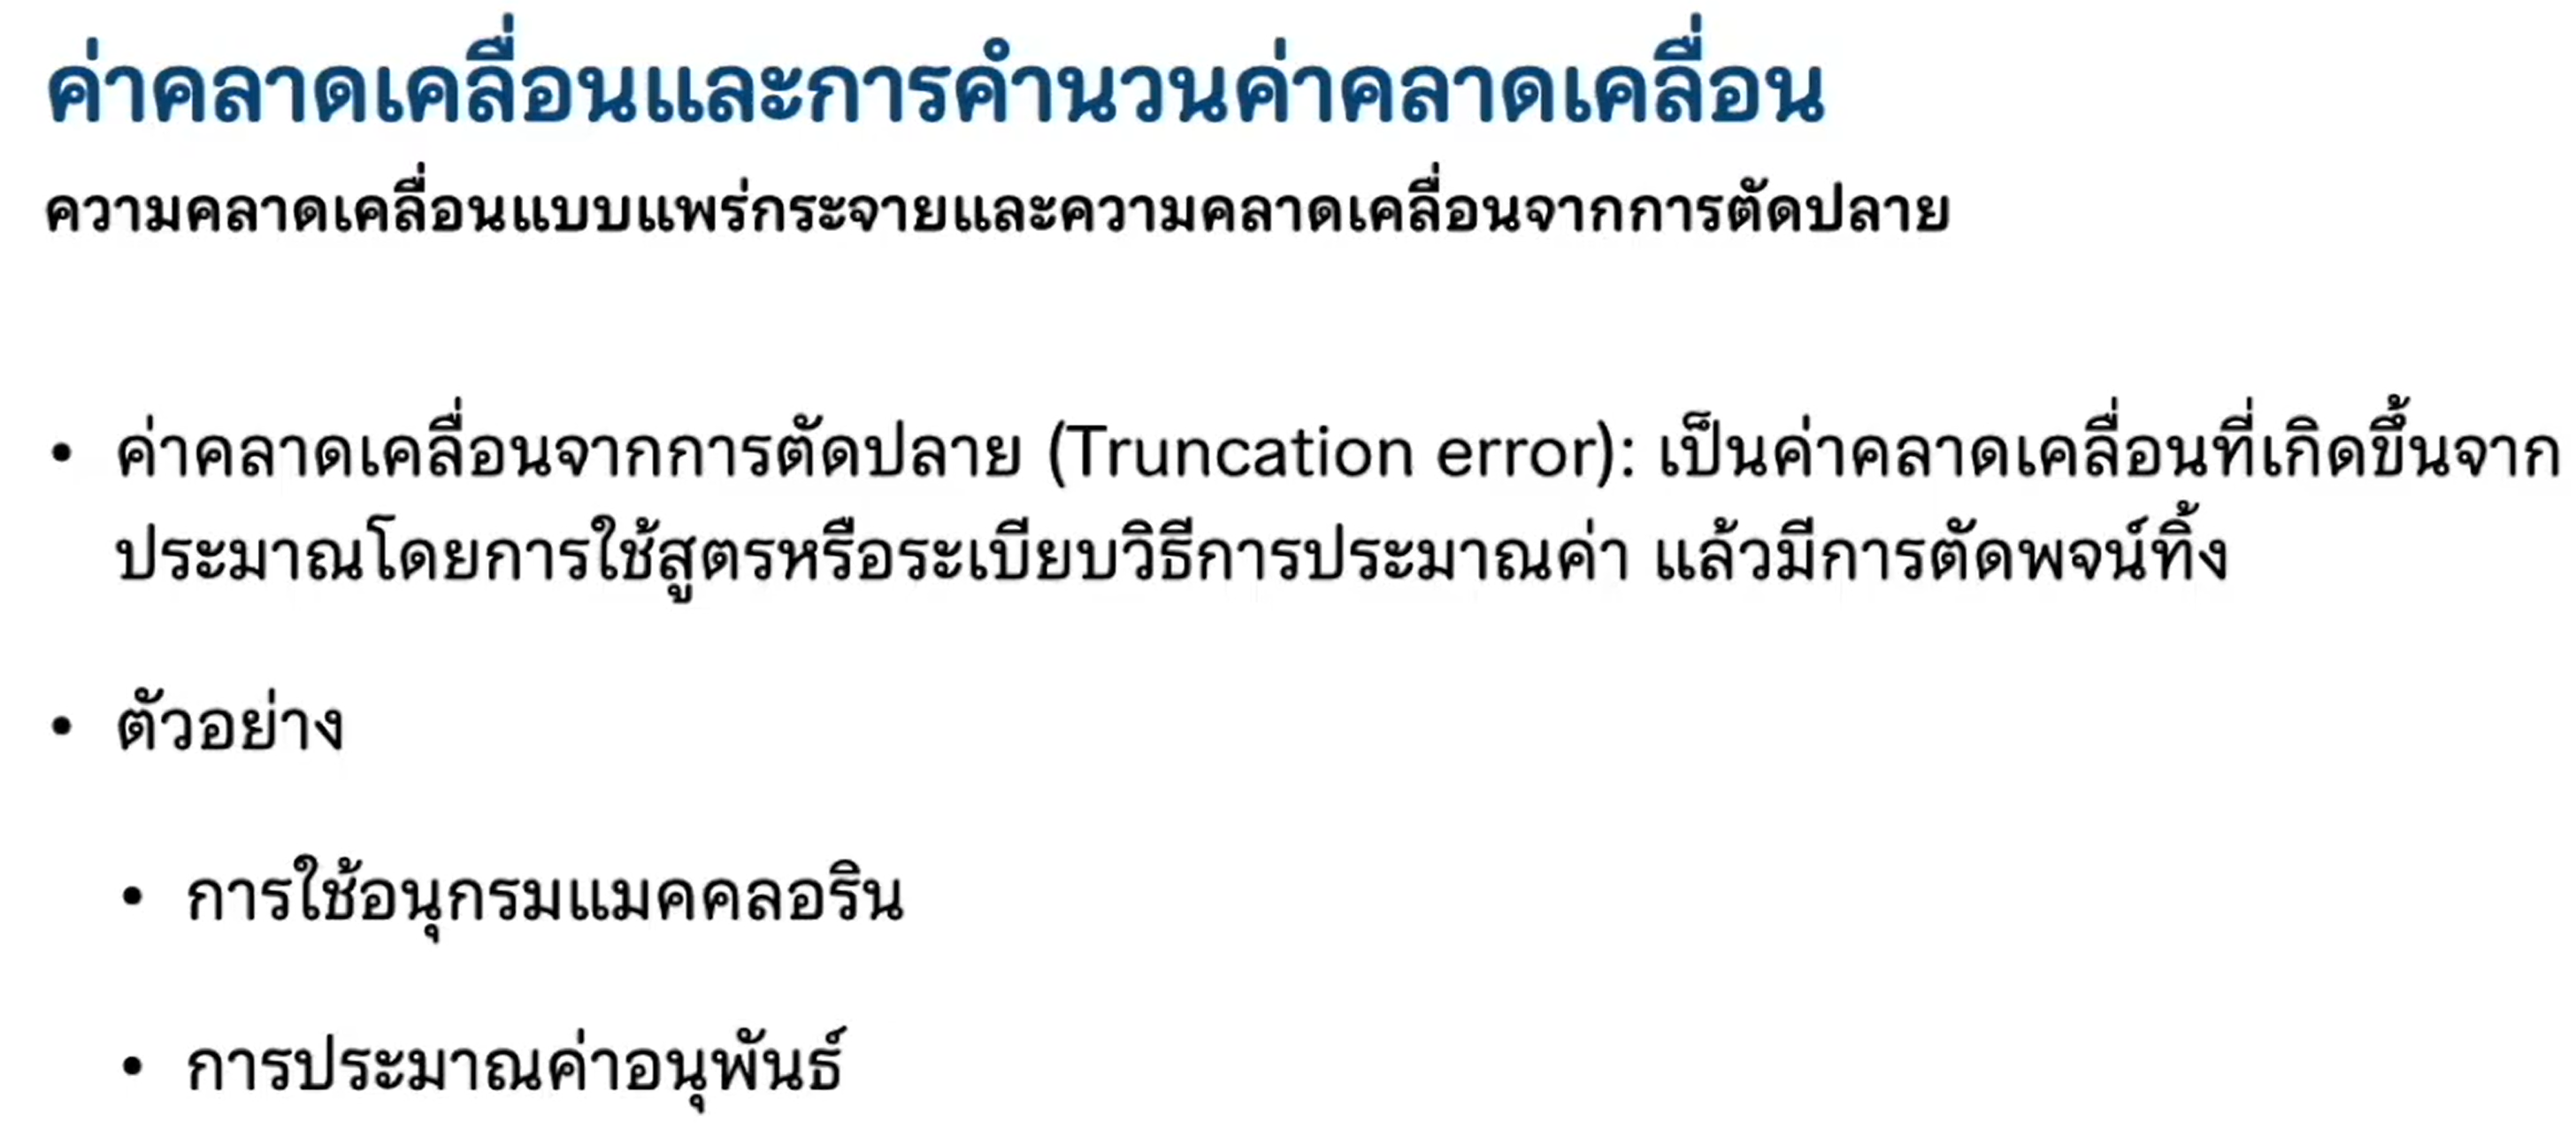 ค่าคลาดเคลื่อนและการคำนวนค่าคลาดเคลื่อน
ความคลาดเคลื่อนแบบแพร่กระจายและความคลาดเคลื่อนจากการตัดปลาย
• ค่าคลาดเคลื่อนจากการตัดปลาย (Truncation error): เป็นค่าคลาดเคลื่อนที่เกิดขึ้นจาก
ประมาณโดยการใช้สูตรหรือระเบียบวิธีการประมาณค่า แล้วมีการตัดพจน์ทิ้ง
• ตัวอย่าง
• การใช้อนุกรมแมคคลอริน
• การประมาณค่าอนุพันธ์